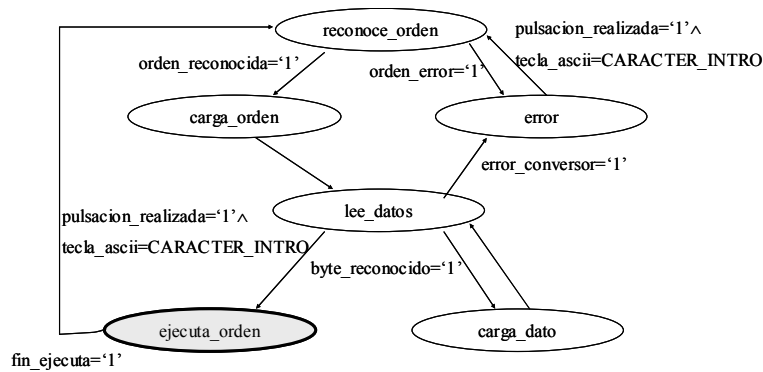 reconoce_orden
pulsacion_realizada=‘1’∧
tecla_ascii=CARACTER_INTRO
orden_reconocida=‘1’
orden_error=‘1’
carga_orden
error
error_conversor=‘1’
lee_datos
pulsacion_realizada=‘1’∧
tecla_ascii=CARACTER_INTRO
byte_reconocido=‘1’
ejecuta_orden
carga_dato
fin_ejecuta=‘1’